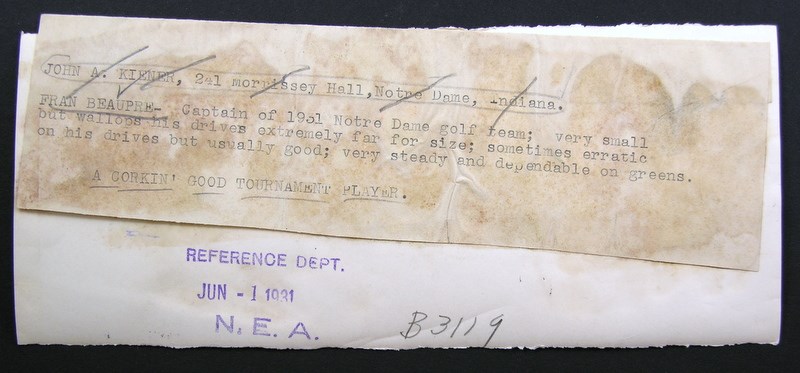 JOHN A. KIENER, 241 morrissey Hall, Notre Dame, Indiana.
FRAN BEAUPRE- Captain of 1931 Notre Dame golf team; very small
but wallops his drives extremely far for size; sometimes erratic
on his drives but usually good; very steady and dependable on greens.
A CORKIN' GOOD TOURNAMENT PLAYER.
REFERENCE DEPT.
JUN - 1 1931
N. E. A.
B3119